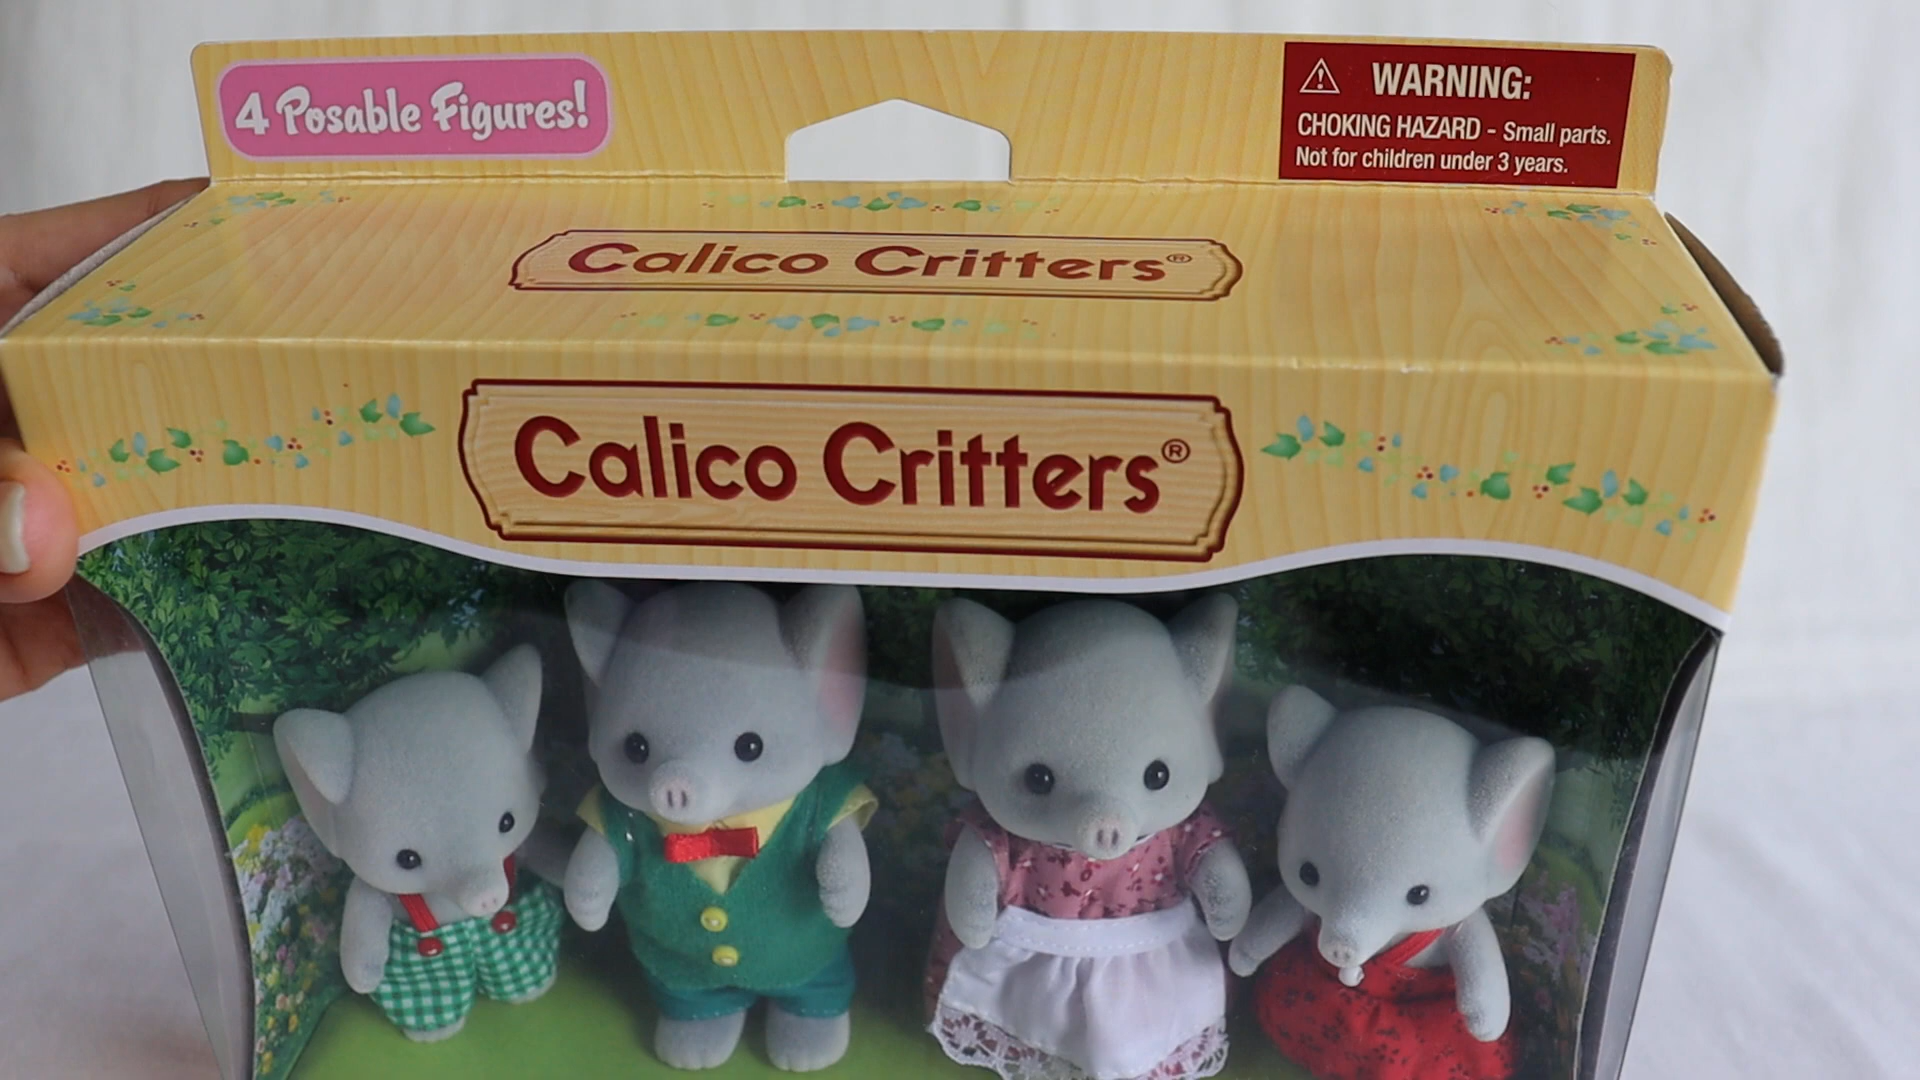 4 Posable Figures!
⚠ WARNING:
CHOKING HAZARD - Small parts.
Not for children under 3 years.
Calico Critters®
Calico Critters®